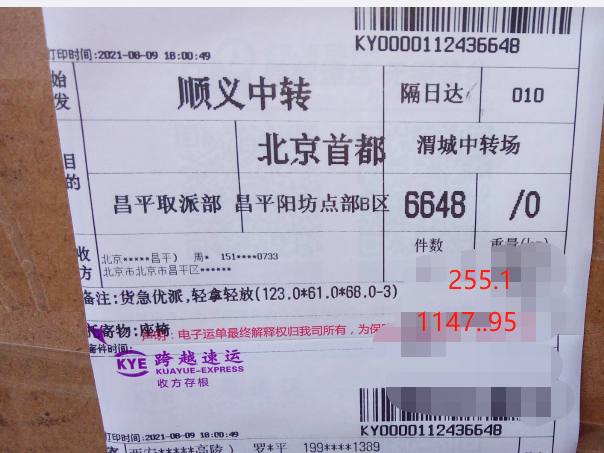 KY0000112436648
打印时间:2021-08-09 18:00:49
始发 顺义中转 隔日达 010
目的 北京首都 渭城中转场
昌平取派部 昌平阳坊点部B区 6648 /0
件数 重量(kg)
收方 北京*****昌平) 周* 151****0733
北京市北京市昌平区******
255.1
备注:货急优派,轻拿轻放(123.0*61.0*68.0-3)
1147..95
托寄物:座椅 声明:电子运单最终解释权归我司所有,为保
寄件时间:
KYE 跨越速运
KUAYUE-EXPRESS
收方存根
KY0000112436648
打印时间:2021-08-09 18:00:49
寄 西安*****高陵) 罗*平 199****1389